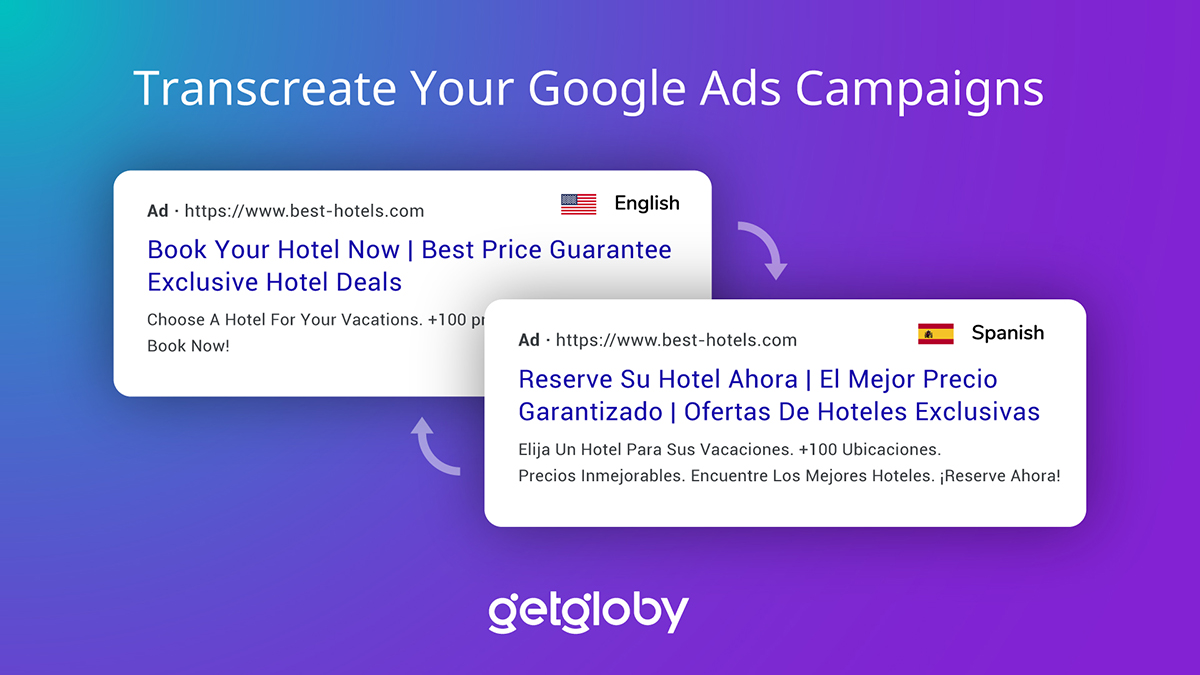 Transcreate Your Google Ads Campaigns
Ad · https://www.best-hotels.com
English
Book Your Hotel Now | Best Price Guarantee
Exclusive Hotel Deals
Choose A Hotel For Your Vacations. +100
Book Now!
Ad · https://www.best-hotels.com
Spanish
Reserve Su Hotel Ahora | El Mejor Precio
Garantizado | Ofertas De Hoteles Exclusivas
Elija Un Hotel Para Sus Vacaciones. +100 Ubicaciones.
Precios Inmejorables. Encuentre Los Mejores Hoteles. ¡Reserve Ahora!
getgloby